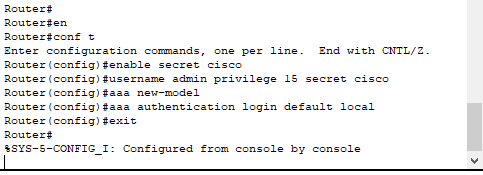 Router#
Router#en
Router#conf t
Enter configuration commands, one per line.  End with CNTL/Z.
Router(config)#enable secret cisco
Router(config)#username admin privilege 15 secret cisco
Router(config)#aaa new-model
Router(config)#aaa authentication login default local
Router(config)#exit
Router#
%SYS-5-CONFIG_I: Configured from console by console